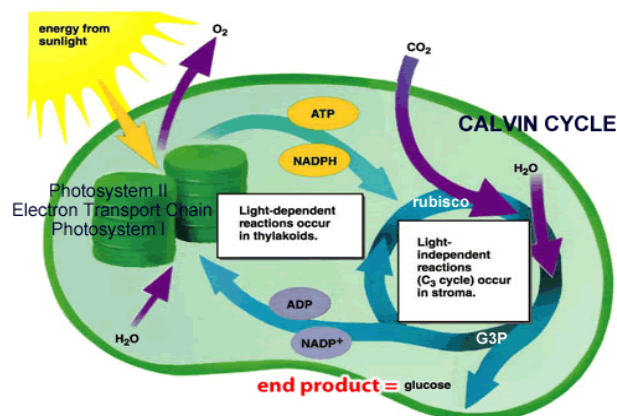 energy from
sunlight
O₂
CO₂
ATP
CALVIN CYCLE
NADPH
H₂O
Photosystem II
Electron Transport Chain
Photosystem I
rubisco
Light-dependent
reactions occur
in thylakoids.
Light-
independent
reactions
(C₃ cycle) occur
in stroma.
ADP
H₂O
NADP⁺
G3P
end product = glucose